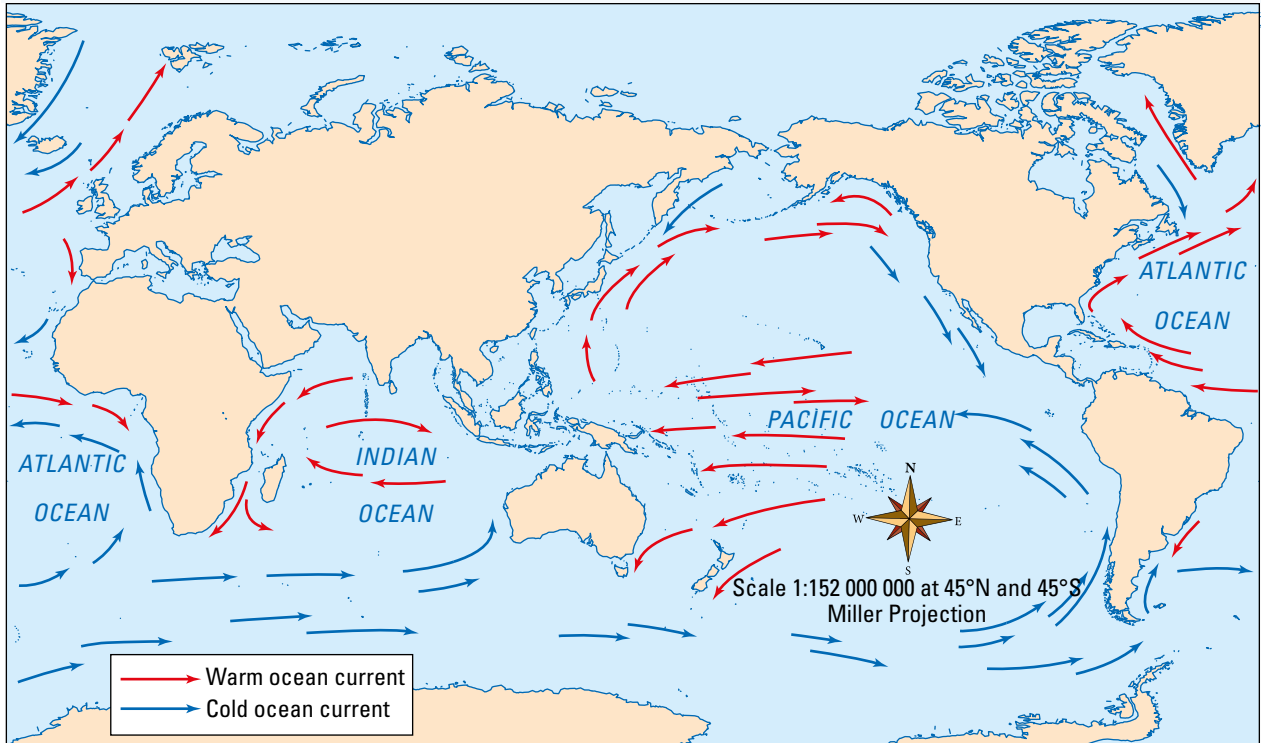 ATLANTIC
OCEAN
PACIFIC OCEAN
ATLANTIC
OCEAN
INDIAN
OCEAN
N
W E
S
Scale 1:152 000 000 at 45°N and 45°S
Miller Projection
Warm ocean current
Cold ocean current